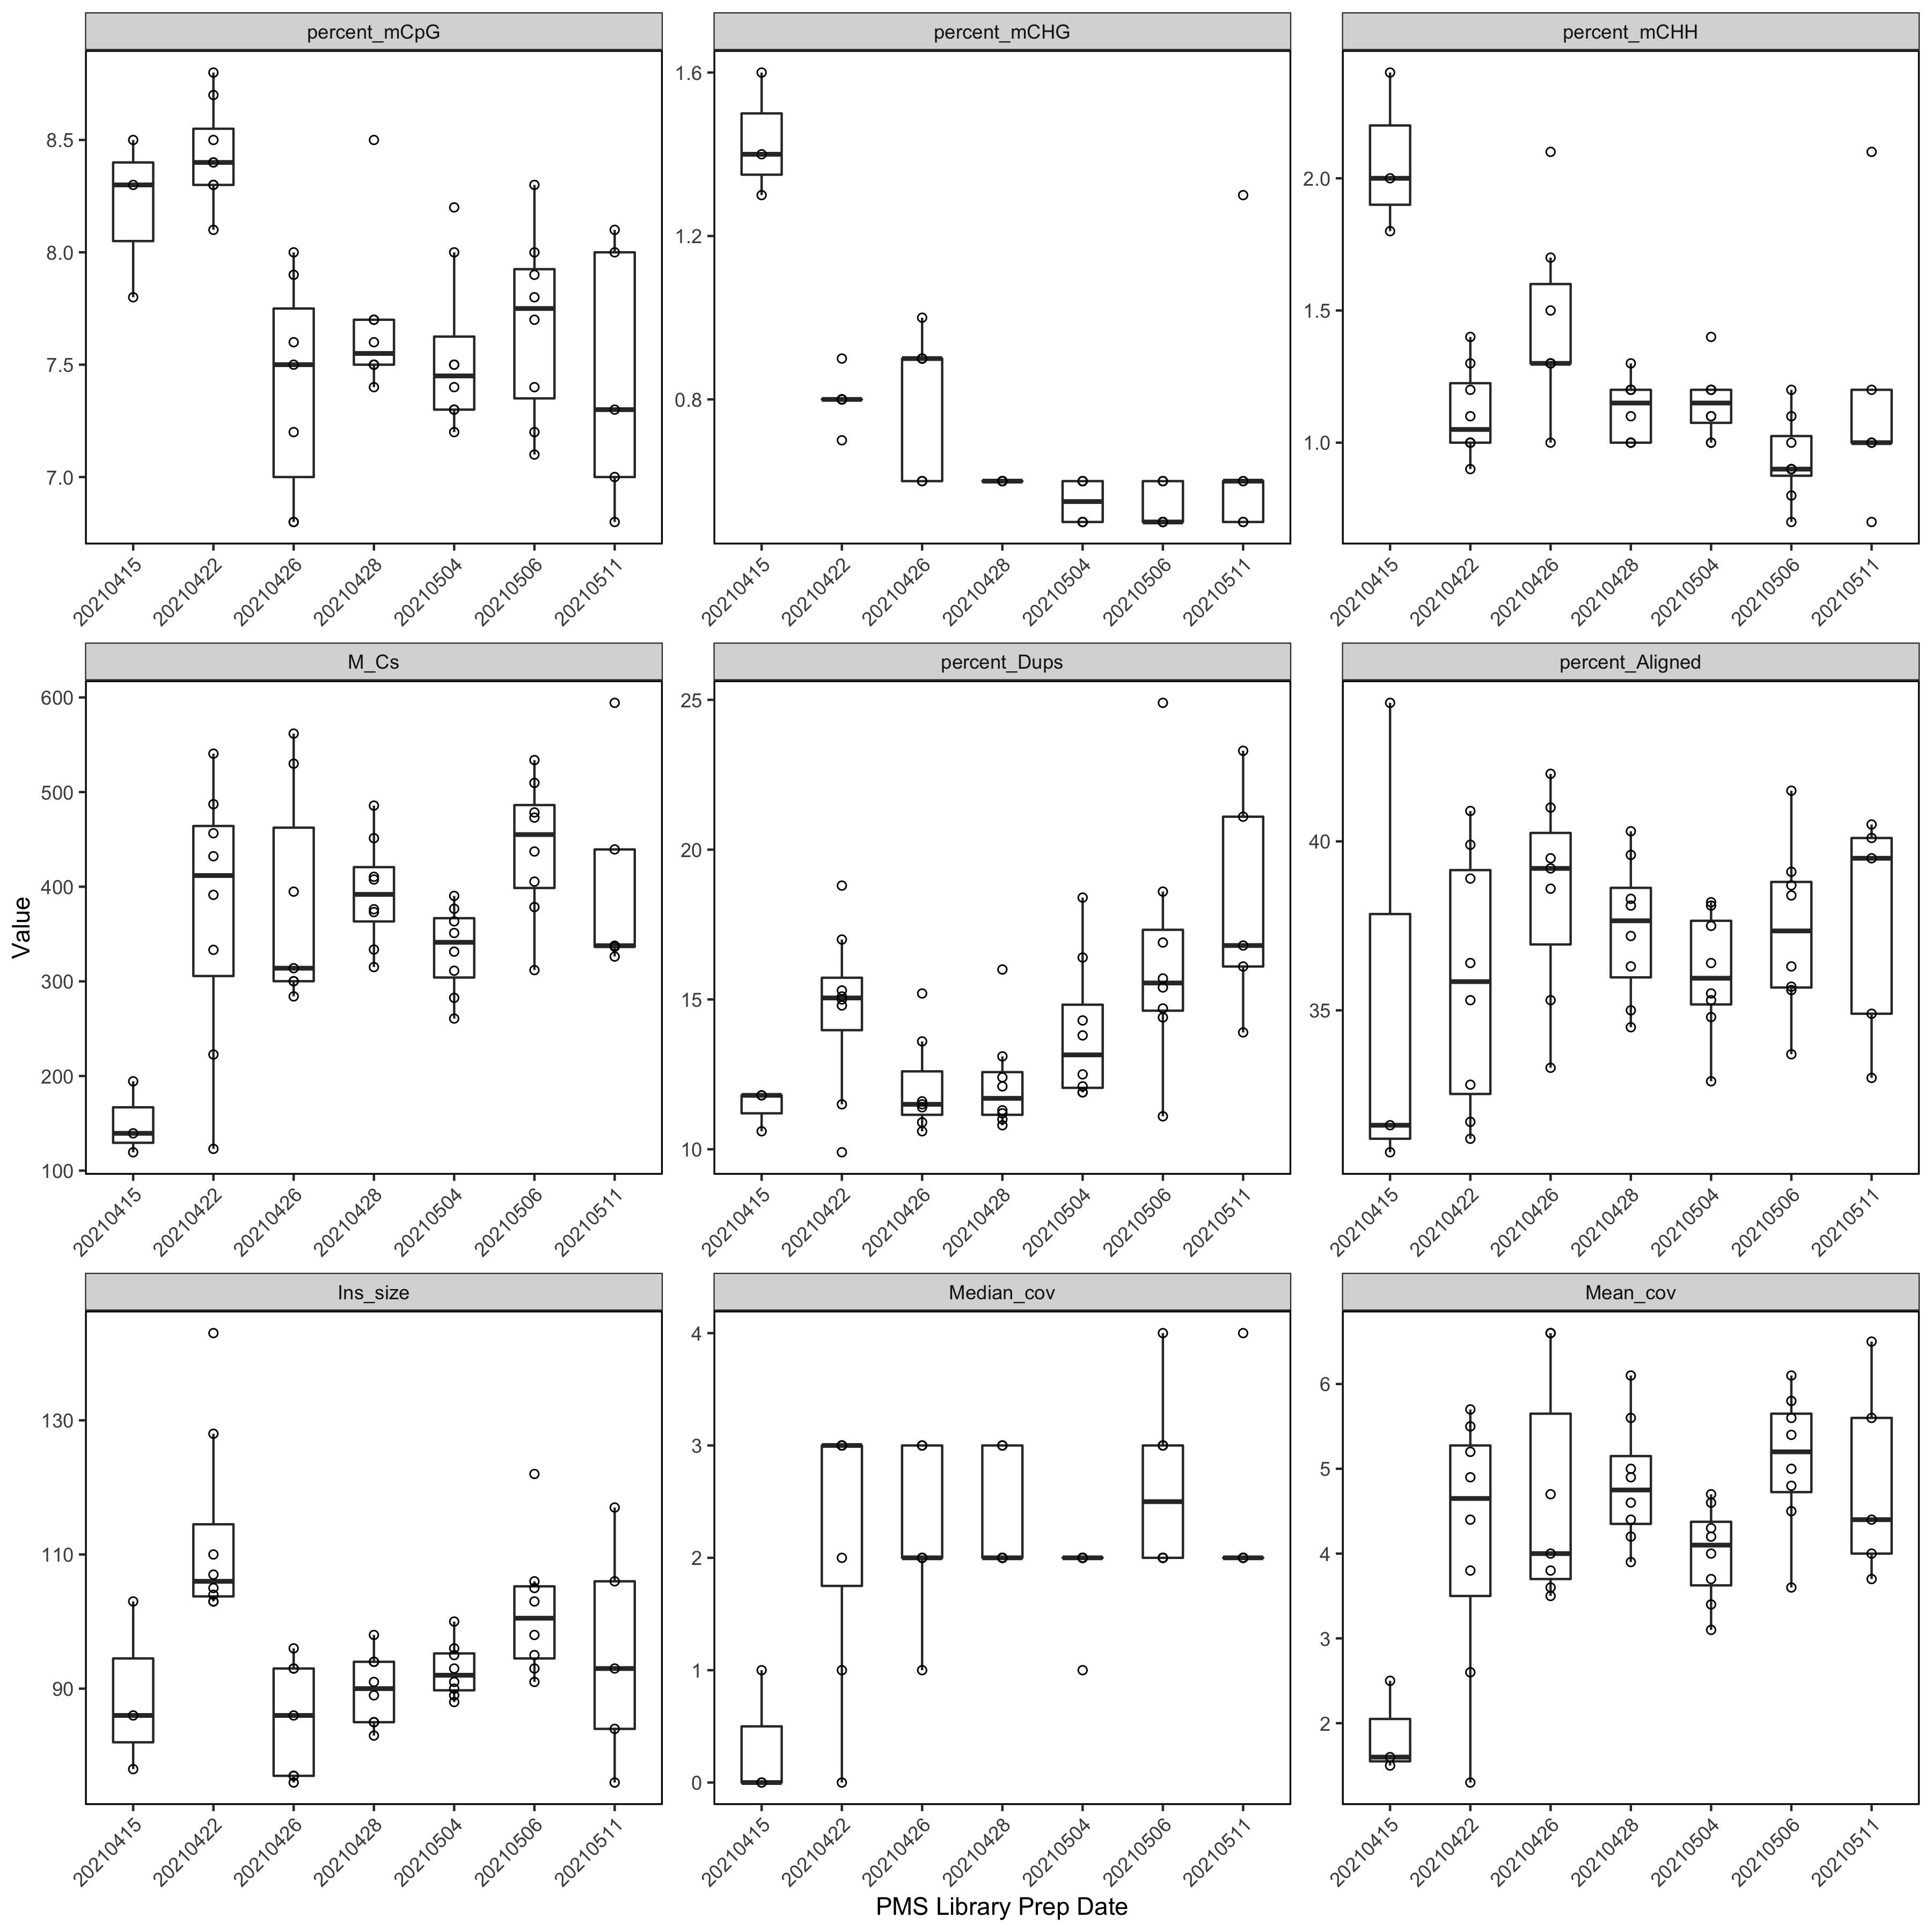 percent_mCpG percent_mCHG percent_mCHH
8.5
8.0
7.5
7.0
1.6
1.2
0.8
2.0
1.5
1.0
20210415 20210422 20210426 20210428 20210504 20210506 20210511
20210415 20210422 20210426 20210428 20210504 20210506 20210511
20210415 20210422 20210426 20210428 20210504 20210506 20210511
M_Cs percent_Dups percent_Aligned
Value
600
500
400
300
200
100
25
20
15
10
40
35
20210415 20210422 20210426 20210428 20210504 20210506 20210511
20210415 20210422 20210426 20210428 20210504 20210506 20210511
20210415 20210422 20210426 20210428 20210504 20210506 20210511
Ins_size Median_cov Mean_cov
130
110
90
4
3
2
1
0
6
5
4
3
2
20210415 20210422 20210426 20210428 20210504 20210506 20210511
20210415 20210422 20210426 20210428 20210504 20210506 20210511
20210415 20210422 20210426 20210428 20210504 20210506 20210511
PMS Library Prep Date